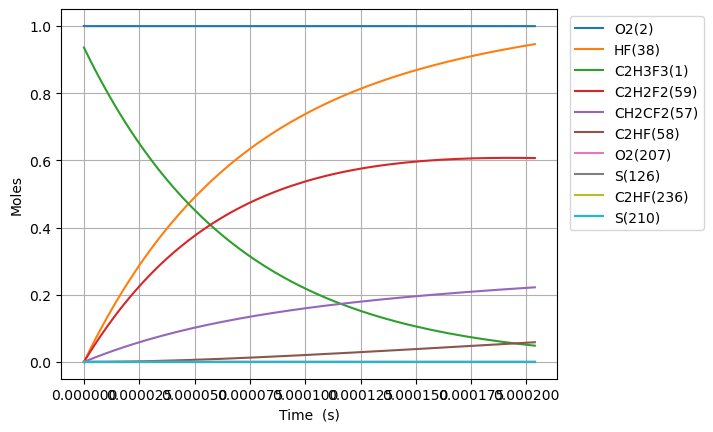 1.0
0.8
0.6
0.4
0.2
0.0
Moles
0.000000 0.000025 0.000050 0.000075 0.000100 0.000125 0.000150 0.000175 0.000200
Time (s)
O2(2)
HF(38)
C2H3F3(1)
C2H2F2(59)
CH2CF2(57)
C2HF(58)
O2(207)
S(126)
C2HF(236)
S(210)